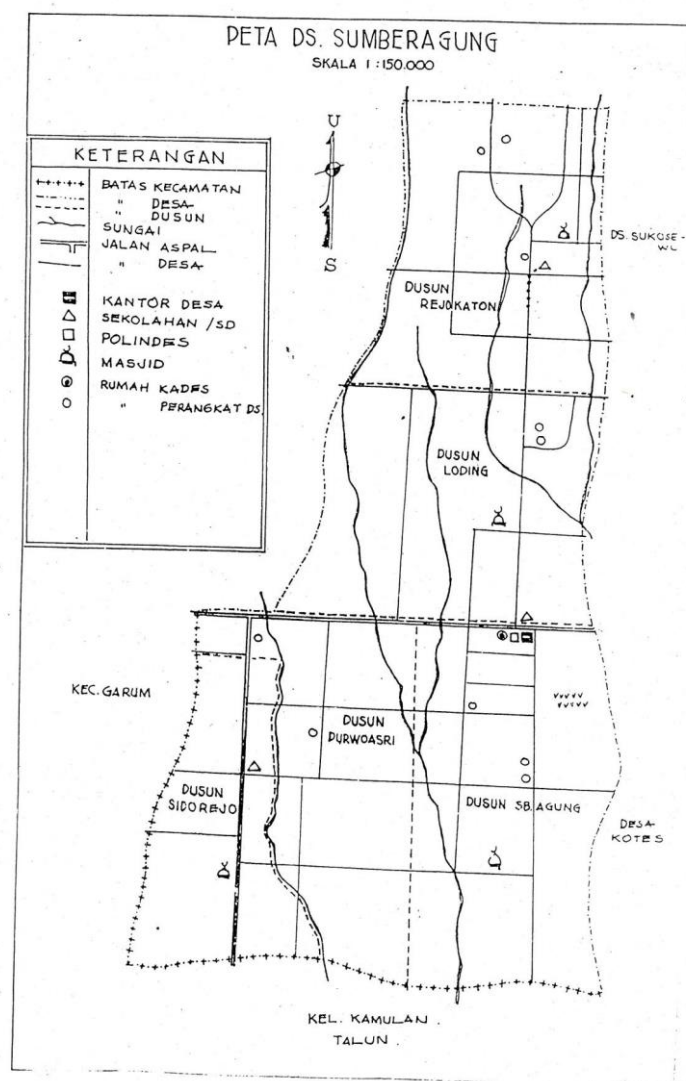 PETA DS. SUMBERAGUNG
SKALA 1:150.000
U
S
KETERANGAN
BATAS KECAMATAN
" DESA
" DUSUN
SUNGAI
JALAN ASPAL
" DESA
KANTOR DESA
SEKOLAHAN /SD
POLINDES
MASJID
RUMAH KADES
" PERANGKAT DS.
DS. SUKOSE-
WU
DUSUN
REJOKATON
DUSUN
LODING
KEC. GARUM
DUSUN
PURWOASRI
DUSUN
SIDOREJO
DUSUN SB. AGUNG
DESA
KOTES
KEL. KAMULAN.
TALUN.